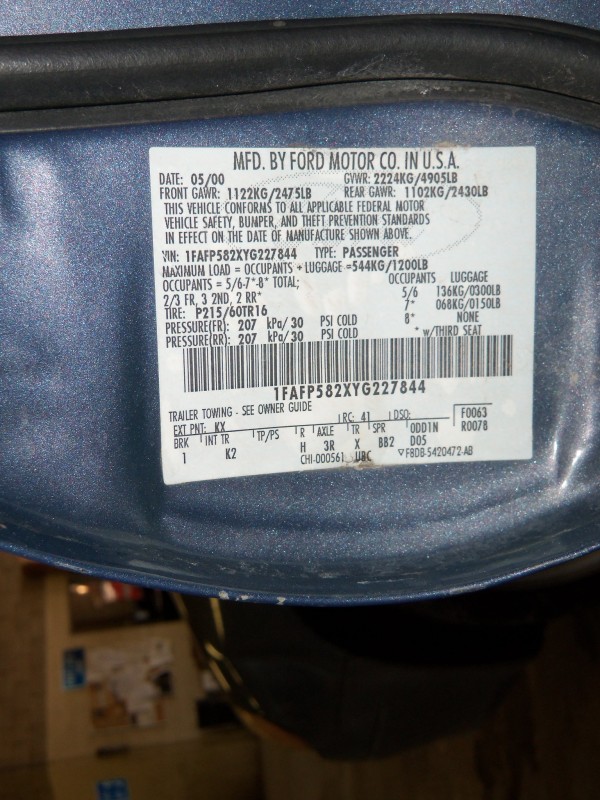 MFD. BY FORD MOTOR CO. IN U.S.A.
DATE: 05/00 GVWR: 2224KG/4905LB
FRONT GAWR: 1122KG/2475LB REAR GAWR: 1102KG/2430LB
THIS VEHICLE CONFORMS TO ALL APPLICABLE FEDERAL MOTOR
VEHICLE SAFETY, BUMPER, AND THEFT PREVENTION STANDARDS
IN EFFECT ON THE DATE OF MANUFACTURE SHOWN ABOVE.
VIN: 1FAFP582XYG227844 TYPE: PASSENGER
MAXIMUM LOAD = OCCUPANTS + LUGGAGE =544KG/1200LB
OCCUPANTS = 5/6-7*-8* TOTAL; OCCUPANTS LUGGAGE
2/3 FR, 3 2ND, 2 RR* 5/6 136KG/0300LB
TIRE: P215/60TR16 7* 068KG/0150LB
PRESSURE(FR): 207 kPa/30 PSI COLD 8* NONE
PRESSURE(RR): 207 kPa/30 PSI COLD * w/THIRD SEAT
1FAFP582XYG227844
TRAILER TOWING - SEE OWNER GUIDE
EXT PNT: KX RC: 41 DSO: F0063
BRK INT TR TP/PS R AXLE TR SPR ODD1N R0078
1 K2 H 3R X BB2 D05
CHI-000561 UBC F8DB-5420472-AB